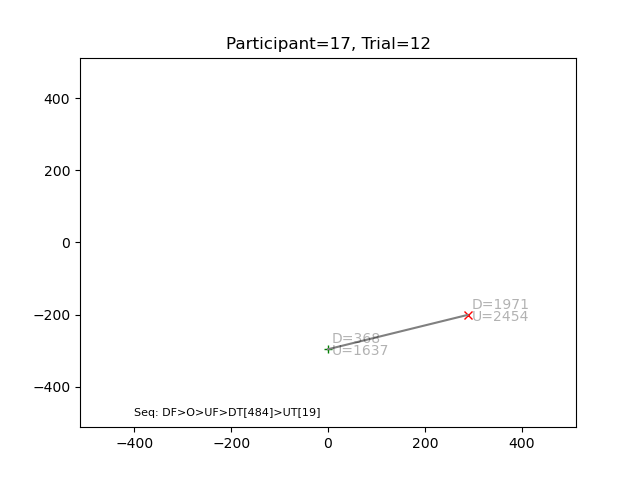 Participant=17, Trial=12
400
200
0
−200
−400
D=1971
U=2454
D=368
U=1637
Seq: DF>O>UF>DT[484]>UT[19]
−400
−200
0
200
400